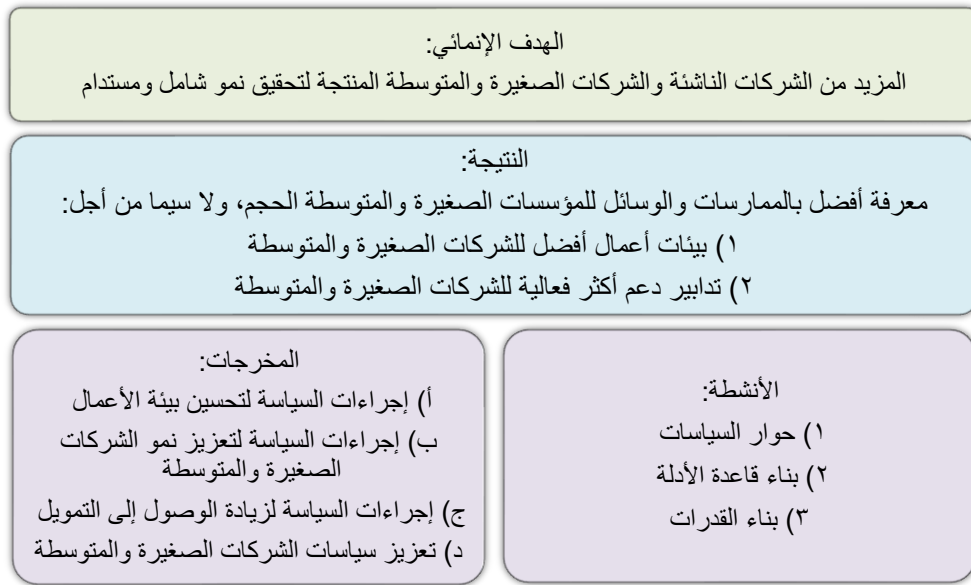 الهدف الإنمائي:
المزيد من الشركات الناشئة والشركات الصغيرة والمتوسطة المنتجة لتحقيق نمو شامل ومستدام
النتيجة:
معرفة أفضل بالممارسات والوسائل للمؤسسات الصغيرة والمتوسطة الحجم، ولا سيما من أجل:
١) بيئات أعمال أفضل للشركات الصغيرة والمتوسطة
٢) تدابير دعم أكثر فعالية للشركات الصغيرة والمتوسطة
الأنشطة:
١) حوار السياسات
٢) بناء قاعدة الأدلة
٣) بناء القدرات
المخرجات:
أ) إجراءات السياسة لتحسين بيئة الأعمال
ب) إجراءات السياسة لتعزيز نمو الشركات
الصغيرة والمتوسطة
ج) إجراءات السياسة لزيادة الوصول إلى التمويل
د) تعزيز سياسات الشركات الصغيرة والمتوسطة